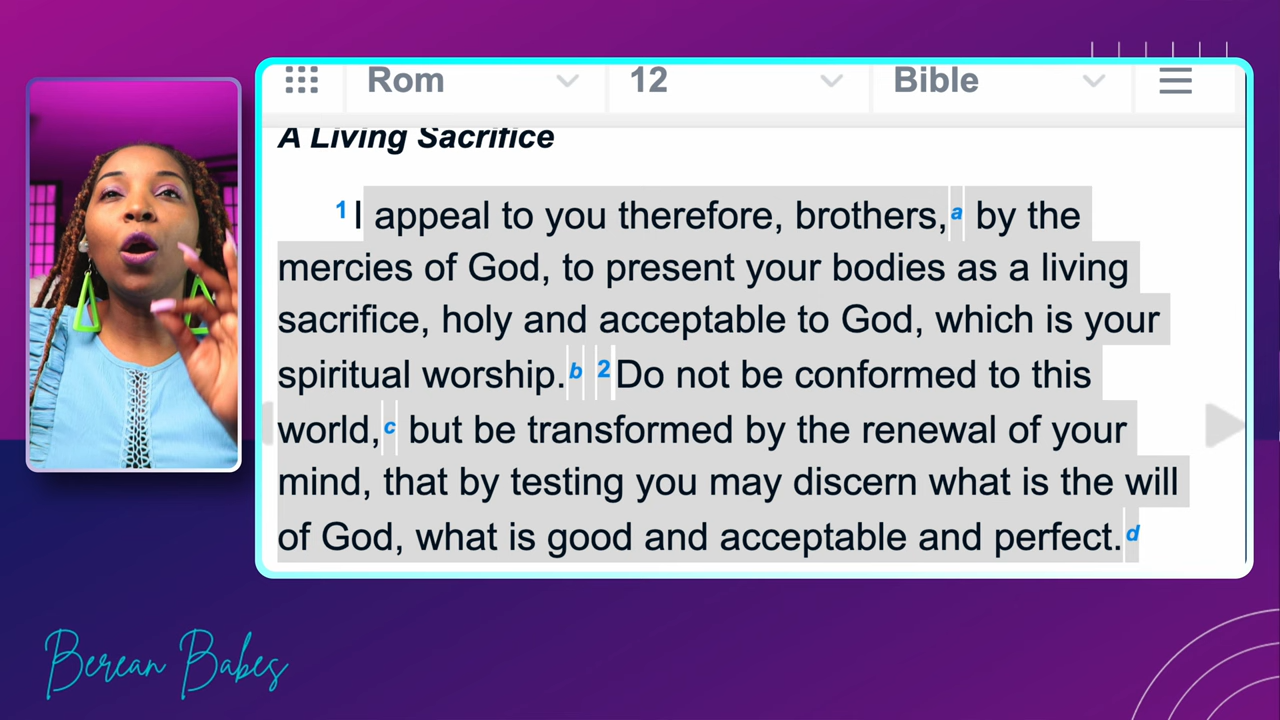 Rom 12 Bible
A Living Sacrifice
1 I appeal to you therefore, brothers,a by the
mercies of God, to present your bodies as a living
sacrifice, holy and acceptable to God, which is your
spiritual worship.b 2 Do not be conformed to this
world,c but be transformed by the renewal of your
mind, that by testing you may discern what is the will
of God, what is good and acceptable and perfect.d
Berean Babes